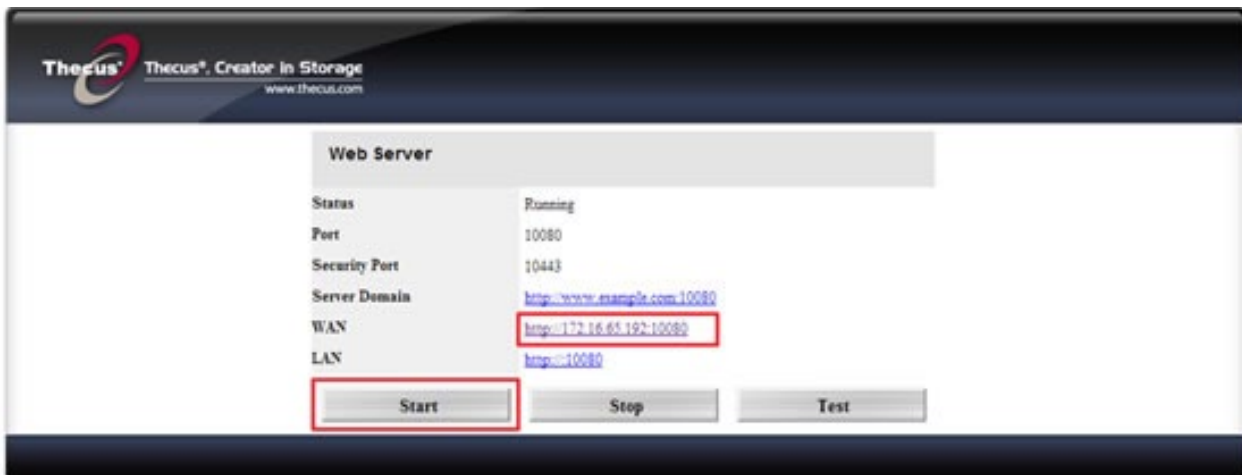 Thecus® Thecus®, Creator in Storage
www.thecus.com
Web Server
Status Running
Port 10080
Security Port 10443
Server Domain http://www.example.com:10080
WAN http://172.16.65.192:10080
LAN http://:10080
Start Stop Test